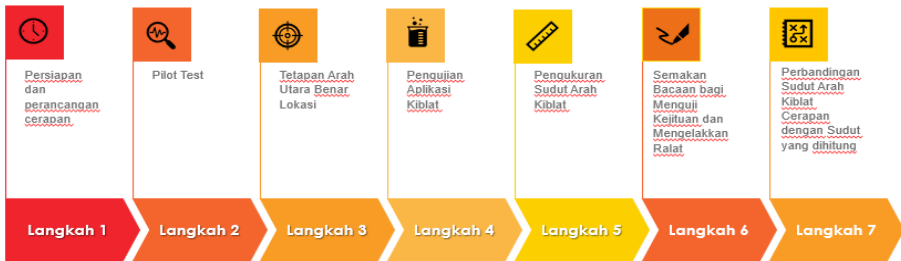 Persiapan
dan
perancangan
cerapan
Pilot Test
Tetapan Arah
Utara Benar
Lokasi
Pengujian
Aplikasi
Kiblat
Pengukuran
Sudut Arah
Kiblat
Semakan
Bacaan bagi
Menguji
Kejituan dan
Mengelakkan
Ralat
Perbandingan
Sudut Arah
Kiblat
Cerapan
dengan Sudut
yang dihitung
Langkah 1
Langkah 2
Langkah 3
Langkah 4
Langkah 5
Langkah 6
Langkah 7